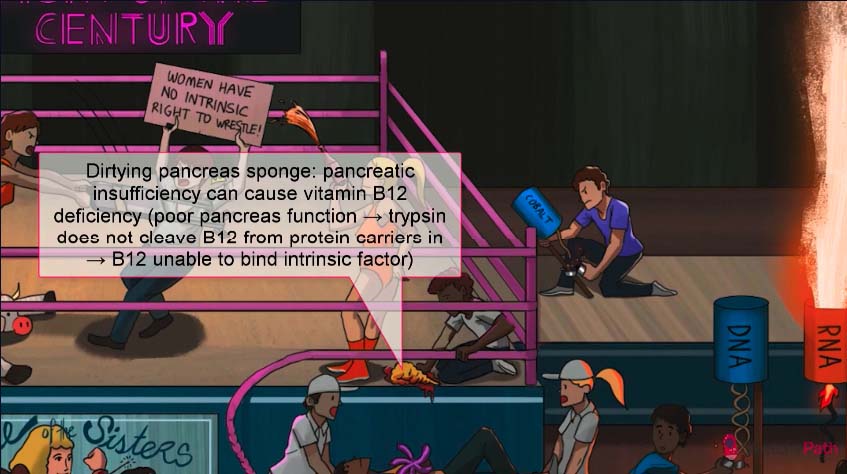 CENTURY
WOMEN HAVE
NO INTRINSIC
RIGHT TO WRESTLE!
Dirtying pancreas sponge: pancreatic
insufficiency can cause vitamin B12
deficiency (poor pancreas function → trypsin
does not cleave B12 from protein carriers in
→ B12 unable to bind intrinsic factor)
COBALT
DNA
RNA
of the Sisters
Path